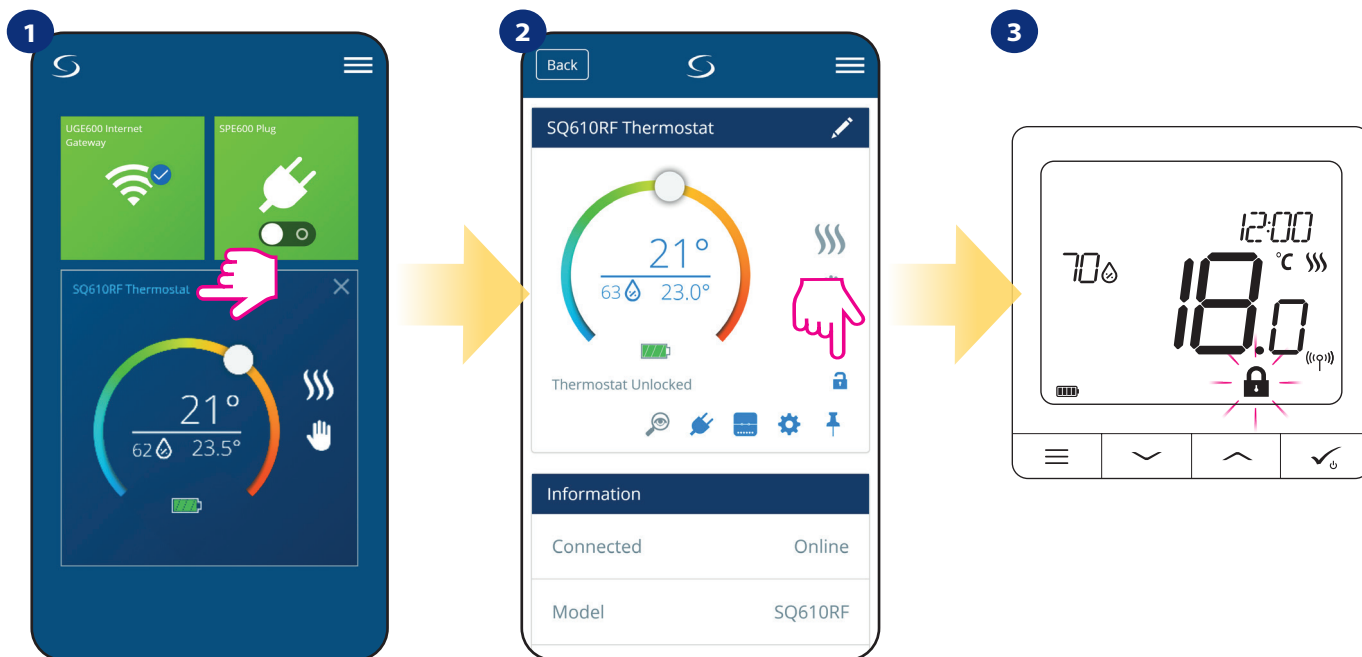 1
UGE600 Internet
Gateway
SPE600 Plug
SQ610RF Thermostat
21°
62 23.5°
2
Back
SQ610RF Thermostat
21°
63 23.0°
Thermostat Unlocked
Information
Connected Online
Model SQ610RF
3
12:00
70 °C
18.0